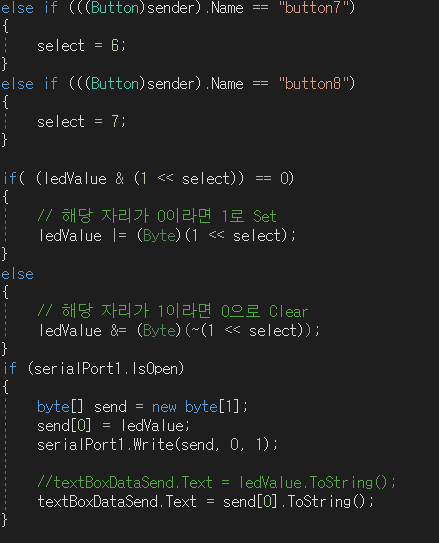 else if (((Button)sender).Name == "button7")
{
    select = 6;
}
else if (((Button)sender).Name == "button8")
{
    select = 7;
}

if( (ledValue & (1 << select)) == 0)
{
    // 해당 자리가 0이라면 1로 Set
    ledValue |= (Byte)(1 << select);
}
else
{
    // 해당 자리가 1이라면 0으로 Clear
    ledValue &= (Byte)(~(1 << select));
}
if (serialPort1.IsOpen)
{
    byte[] send = new byte[1];
    send[0] = ledValue;
    serialPort1.Write(send, 0, 1);

    //textBoxDataSend.Text = ledValue.ToString();
    textBoxDataSend.Text = send[0].ToString();
}